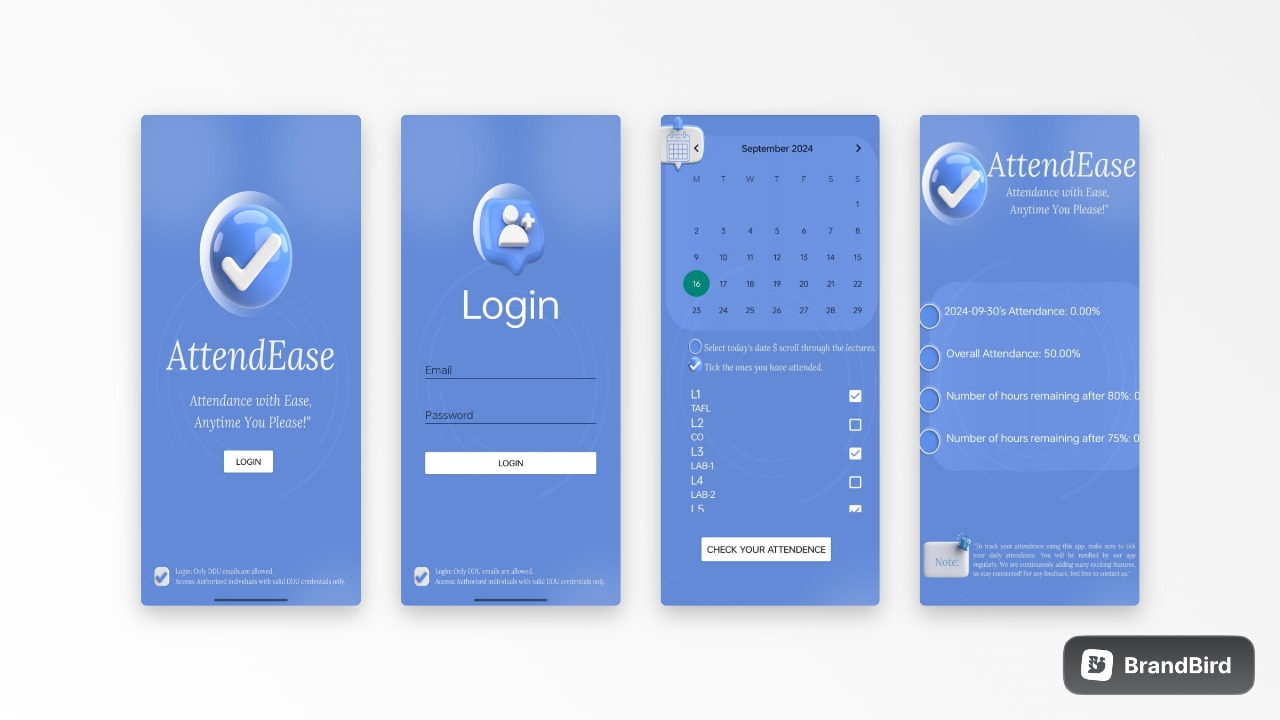 AttendEase
Attendance with Ease,
Anytime You Please!"
LOGIN
Login: Only DDU emails are allowed.
Access: Authorized individuals with valid DDU credentials only.
Login
Email
Password
LOGIN
Login: Only DDU emails are allowed.
Access: Authorized individuals with valid DDU credentials only.
September 2024
M T W T F S S
1
2 3 4 5 6 7 8
9 10 11 12 13 14 15
16 17 18 19 20 21 22
23 24 25 26 27 28 29
Select today's date $ scroll through the lectures.
Tick the ones you have attended.
L1
TAFL
L2
CO
L3
LAB-1
L4
LAB-2
L5
CHECK YOUR ATTENDENCE
AttendEase
Attendance with Ease,
Anytime You Please!"
2024-09-30's Attendance: 0.00%
Overall Attendance: 50.00%
Number of hours remaining after 80%: 0
Number of hours remaining after 75%: 0
Note:
"To track your attendance using this app, make sure to tick
your daily attendance. You will be notified by our app
regularly. We are continuously adding many exciting features,
so stay connected! For any feedback, feel free to contact us."
BrandBird